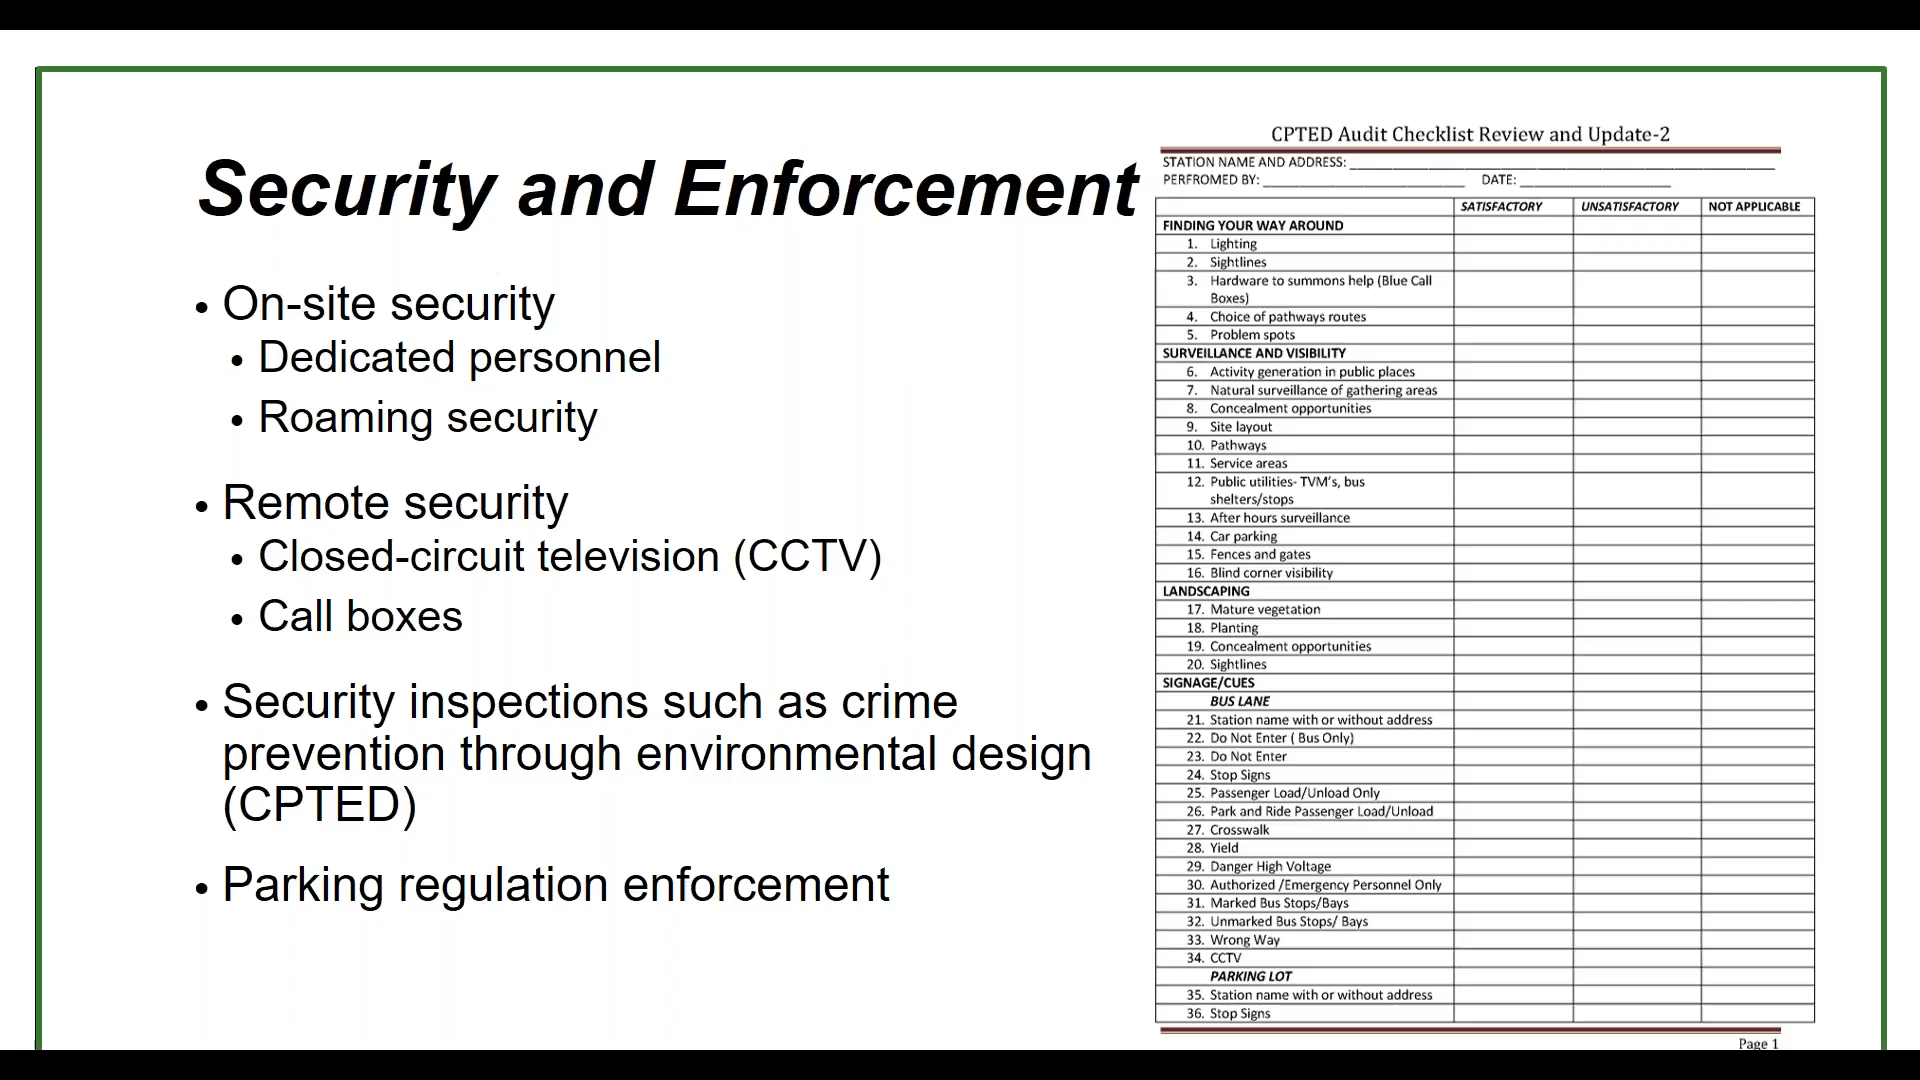 Security and Enforcement
• On-site security
• Dedicated personnel
• Roaming security
• Remote security
• Closed-circuit television (CCTV)
• Call boxes
• Security inspections such as crime
prevention through environmental design
(CPTED)
• Parking regulation enforcement
CPTED Audit Checklist Review and Update-2
STATION NAME AND ADDRESS:
PERFROMED BY: DATE:
SATISFACTORY UNSATISFACTORY NOT APPLICABLE
FINDING YOUR WAY AROUND
1. Lighting
2. Sightlines
3. Hardware to summons help (Blue Call
Boxes)
4. Choice of pathways routes
5. Problem spots
SURVEILLANCE AND VISIBILITY
6. Activity generation in public places
7. Natural surveillance of gathering areas
8. Concealment opportunities
9. Site layout
10. Pathways
11. Service areas
12. Public utilities- TVM's, bus
shelters/stops
13. After hours surveillance
14. Car parking
15. Fences and gates
16. Blind corner visibility
LANDSCAPING
17. Mature vegetation
18. Planting
19. Concealment opportunities
20. Sightlines
SIGNAGE/CUES
BUS LANE
21. Station name with or without address
22. Do Not Enter ( Bus Only)
23. Do Not Enter
24. Stop Signs
25. Passenger Load/Unload Only
26. Park and Ride Passenger Load/Unload
27. Crosswalk
28. Yield
29. Danger High Voltage
30. Authorized /Emergency Personnel Only
31. Marked Bus Stops/Bays
32. Unmarked Bus Stops/ Bays
33. Wrong Way
34. CCTV
PARKING LOT
35. Station name with or without address
36. Stop Signs
Page 1